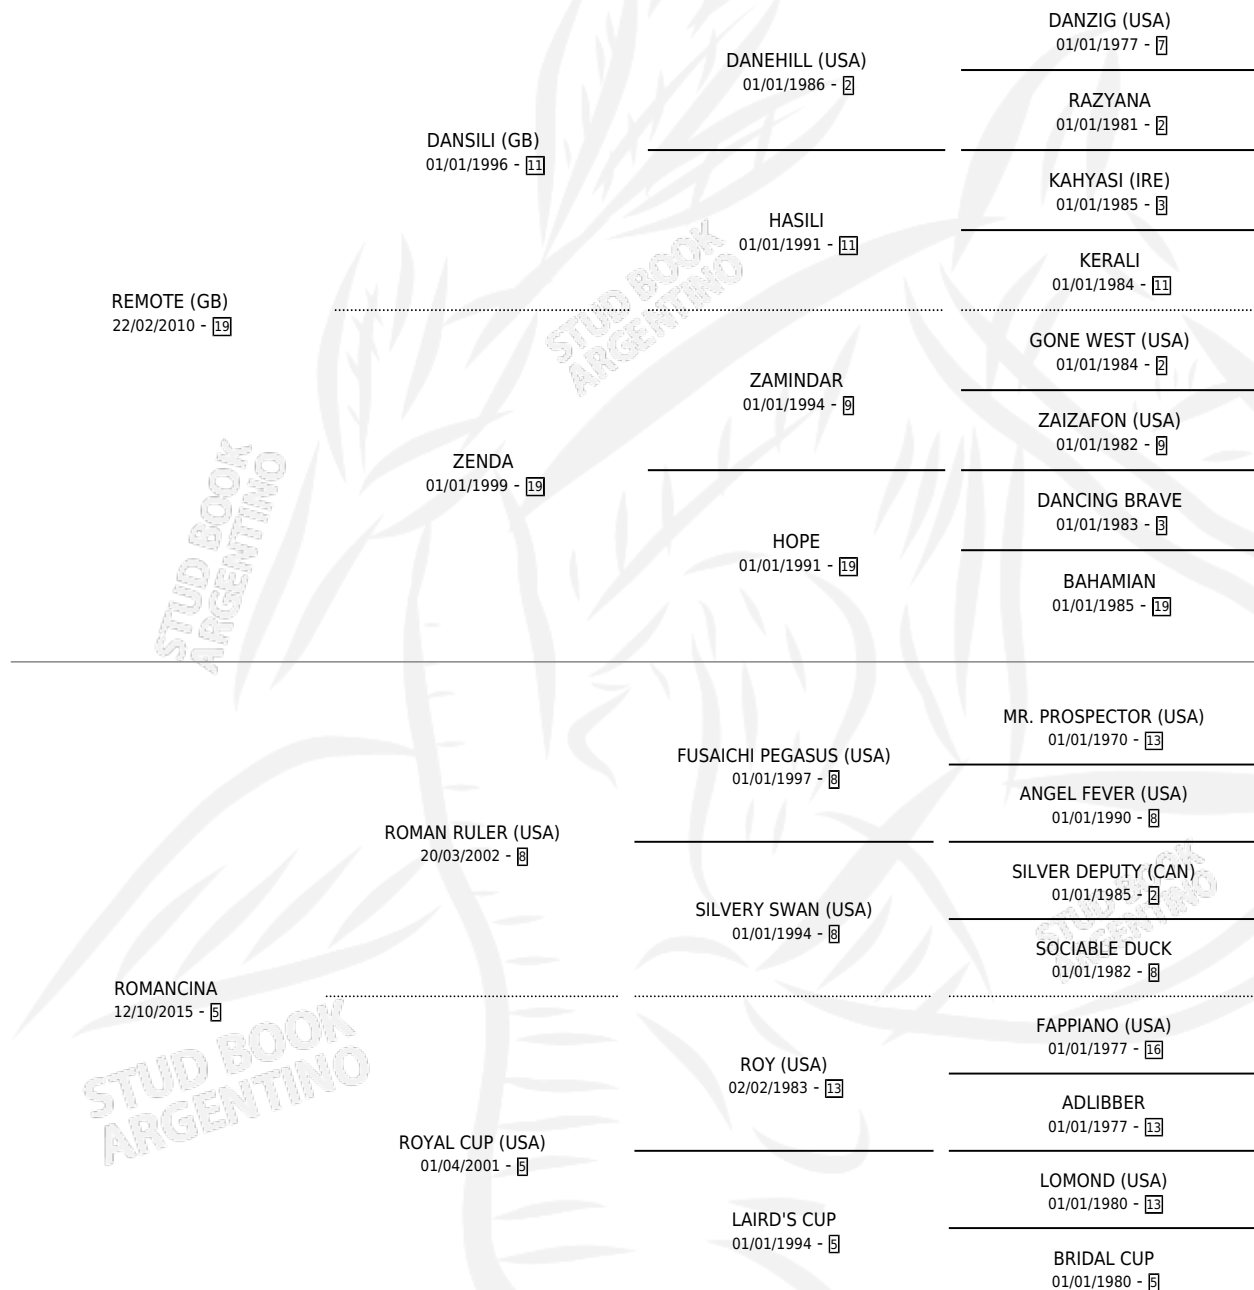 DANZIG (USA)
01/01/1977 - 7
DANEHILL (USA)
01/01/1986 - 2
RAZYANA
01/01/1981 - 2
DANSILI (GB)
01/01/1996 - 11
KAHYASI (IRE)
01/01/1985 - 3
HASILI
01/01/1991 - 11
KERALI
01/01/1984 - 11
REMOTE (GB)
22/02/2010 - 19
STUD BOOK
ARGENTINO
GONE WEST (USA)
01/01/1984 - 2
ZAMINDAR
01/01/1994 - 9
ZAIZAFON (USA)
01/01/1982 - 9
ZENDA
01/01/1999 - 19
DANCING BRAVE
01/01/1983 - 3
HOPE
01/01/1991 - 19
BAHAMIAN
01/01/1985 - 19
STUD BOOK
ARGENTINO
MR. PROSPECTOR (USA)
01/01/1970 - 13
FUSAICHI PEGASUS (USA)
01/01/1997 - 8
ANGEL FEVER (USA)
01/01/1990 - 8
ROMAN RULER (USA)
20/03/2002 - 8
SILVER DEPUTY (CAN)
01/01/1985 - 2
SILVERY SWAN (USA)
01/01/1994 - 8
STUD BOOK
ARGENTINO
SOCIABLE DUCK
01/01/1982 - 8
ROMANCINA
12/10/2015 - 5
STUD BOOK
ARGENTINO
FAPPIANO (USA)
01/01/1977 - 16
ROY (USA)
02/02/1983 - 13
ADLIBBER
01/01/1977 - 13
ROYAL CUP (USA)
01/04/2001 - 5
LOMOND (USA)
01/01/1980 - 13
LAIRD'S CUP
01/01/1994 - 5
BRIDAL CUP
01/01/1980 - 5